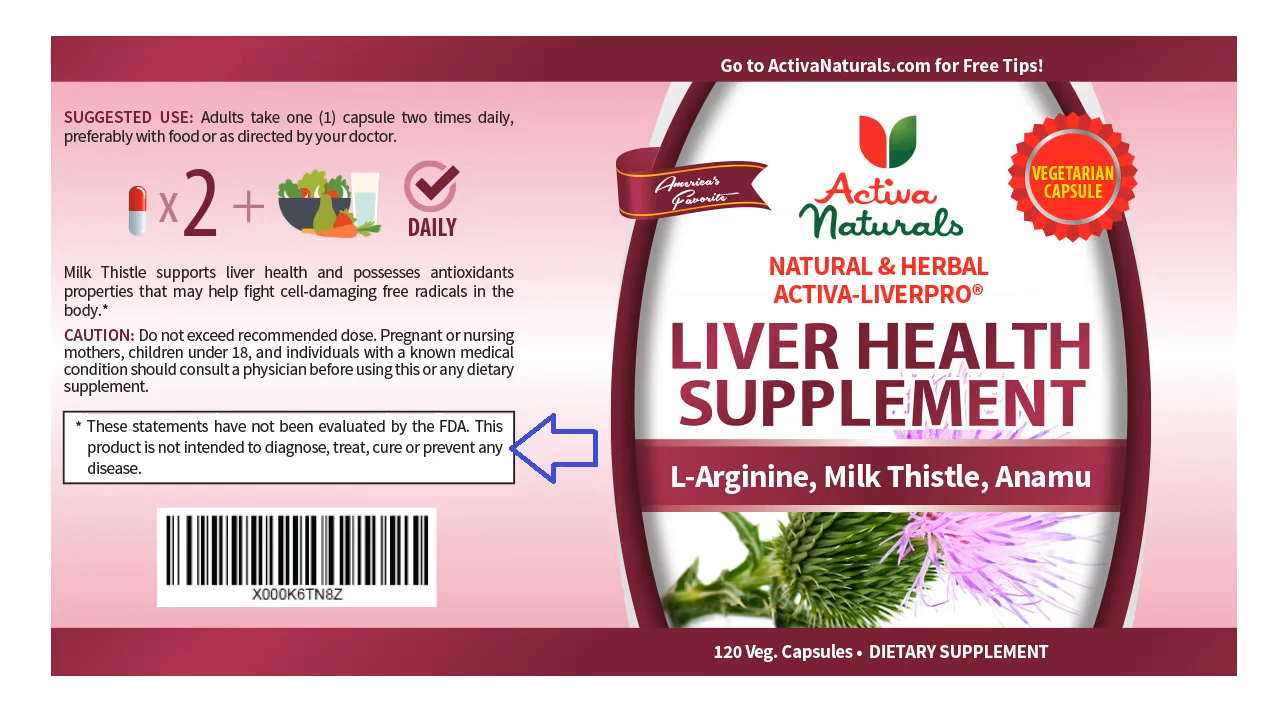 Go to ActivaNaturals.com for Free Tips!
SUGGESTED USE: Adults take one (1) capsule two times daily,
preferably with food or as directed by your doctor.
x2
+
DAILY
Milk Thistle supports liver health and possesses antioxidants
properties that may help fight cell-damaging free radicals in the
body.*
CAUTION: Do not exceed recommended dose. Pregnant or nursing
mothers, children under 18, and individuals with a known medical
condition should consult a physician before using this or any dietary
supplement.
* These statements have not been evaluated by the FDA. This
product is not intended to diagnose, treat, cure or prevent any
disease.
X000K6TN8Z
America's
Favorite
Activa
Naturals
VEGETARIAN
CAPSULE
NATURAL & HERBAL
ACTIVA-LIVERPRO®
LIVER HEALTH
SUPPLEMENT
L-Arginine, Milk Thistle, Anamu
120 Veg. Capsules • DIETARY SUPPLEMENT